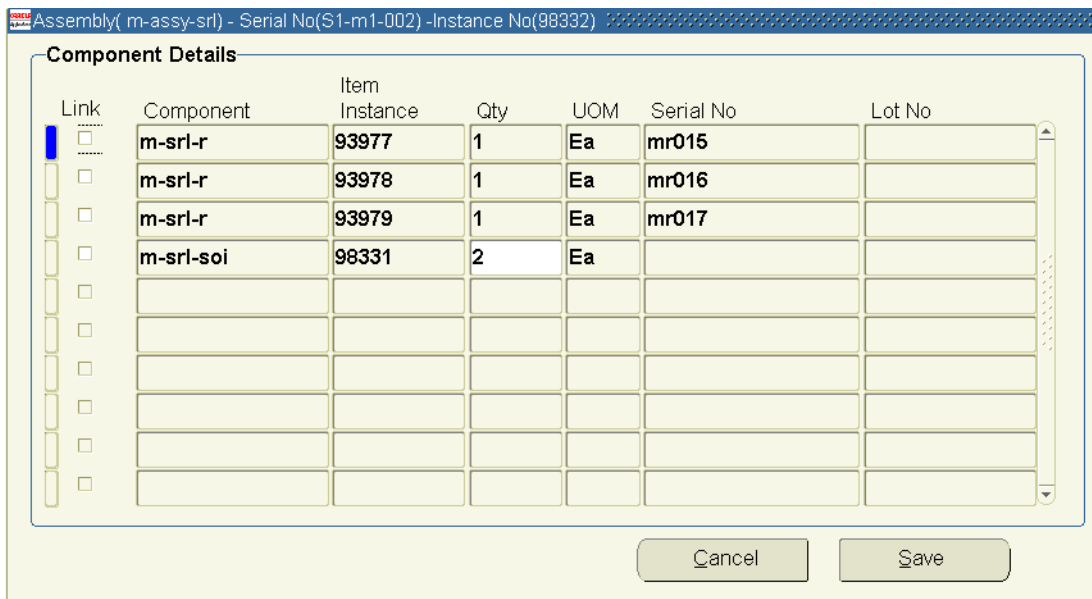 ORACLE Assembly( m-assy-srl) - Serial No(S1-m1-002) -Instance No(98332)
Component Details
Item
Link Component Instance Qty UOM Serial No Lot No
m-srl-r 93977 1 Ea mr015
m-srl-r 93978 1 Ea mr016
m-srl-r 93979 1 Ea mr017
m-srl-soi 98331 2 Ea
Cancel Save